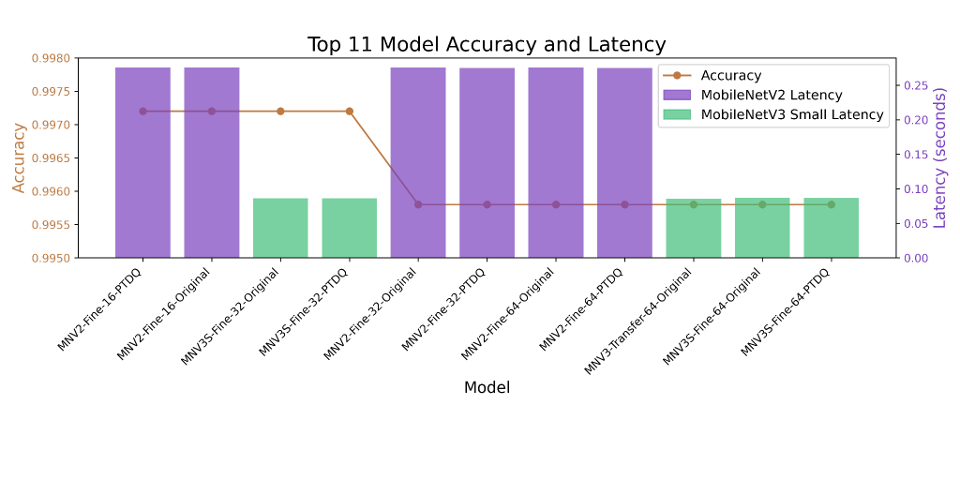 Top 11 Model Accuracy and Latency
Accuracy
0.9980
0.9975
0.9970
0.9965
0.9960
0.9955
0.9950
Accuracy
MobileNetV2 Latency
MobileNetV3 Small Latency
0.25
0.20
0.15
0.10
0.05
0.00
Latency (seconds)
MNV2-Fine-16-PTDQ
MNV2-Fine-16-Original
MNV3S-Fine-32-Original
MNV3S-Fine-32-PTDQ
MNV2-Fine-32-Original
MNV2-Fine-32-PTDQ
MNV2-Fine-64-Original
MNV2-Fine-64-PTDQ
MNV3-Transfer-64-Original
MNV3S-Fine-64-Original
MNV3S-Fine-64-PTDQ
Model